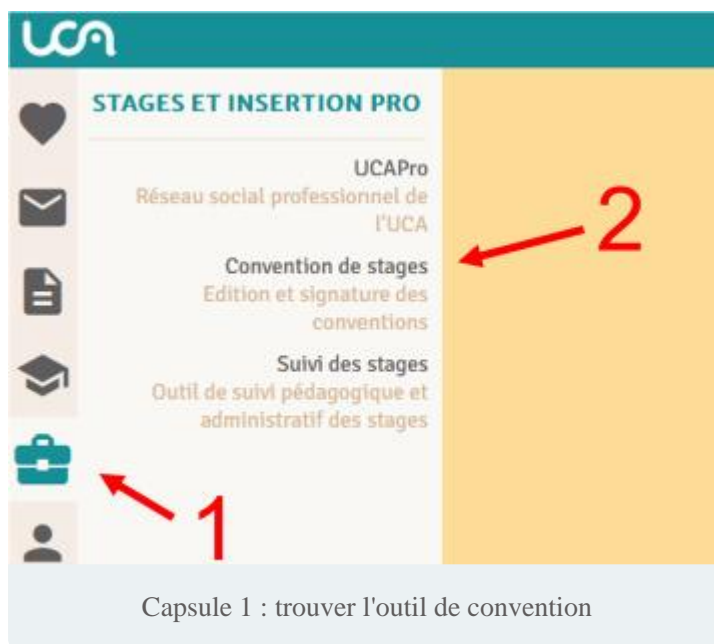 uca
STAGES ET INSERTION PRO
UCAPro
Réseau social professionnel de
l'UCA
2
Convention de stages
Edition et signature des
conventions
Suivi des stages
Outil de suivi pédagogique et
administratif des stages
1
Capsule 1 : trouver l'outil de convention